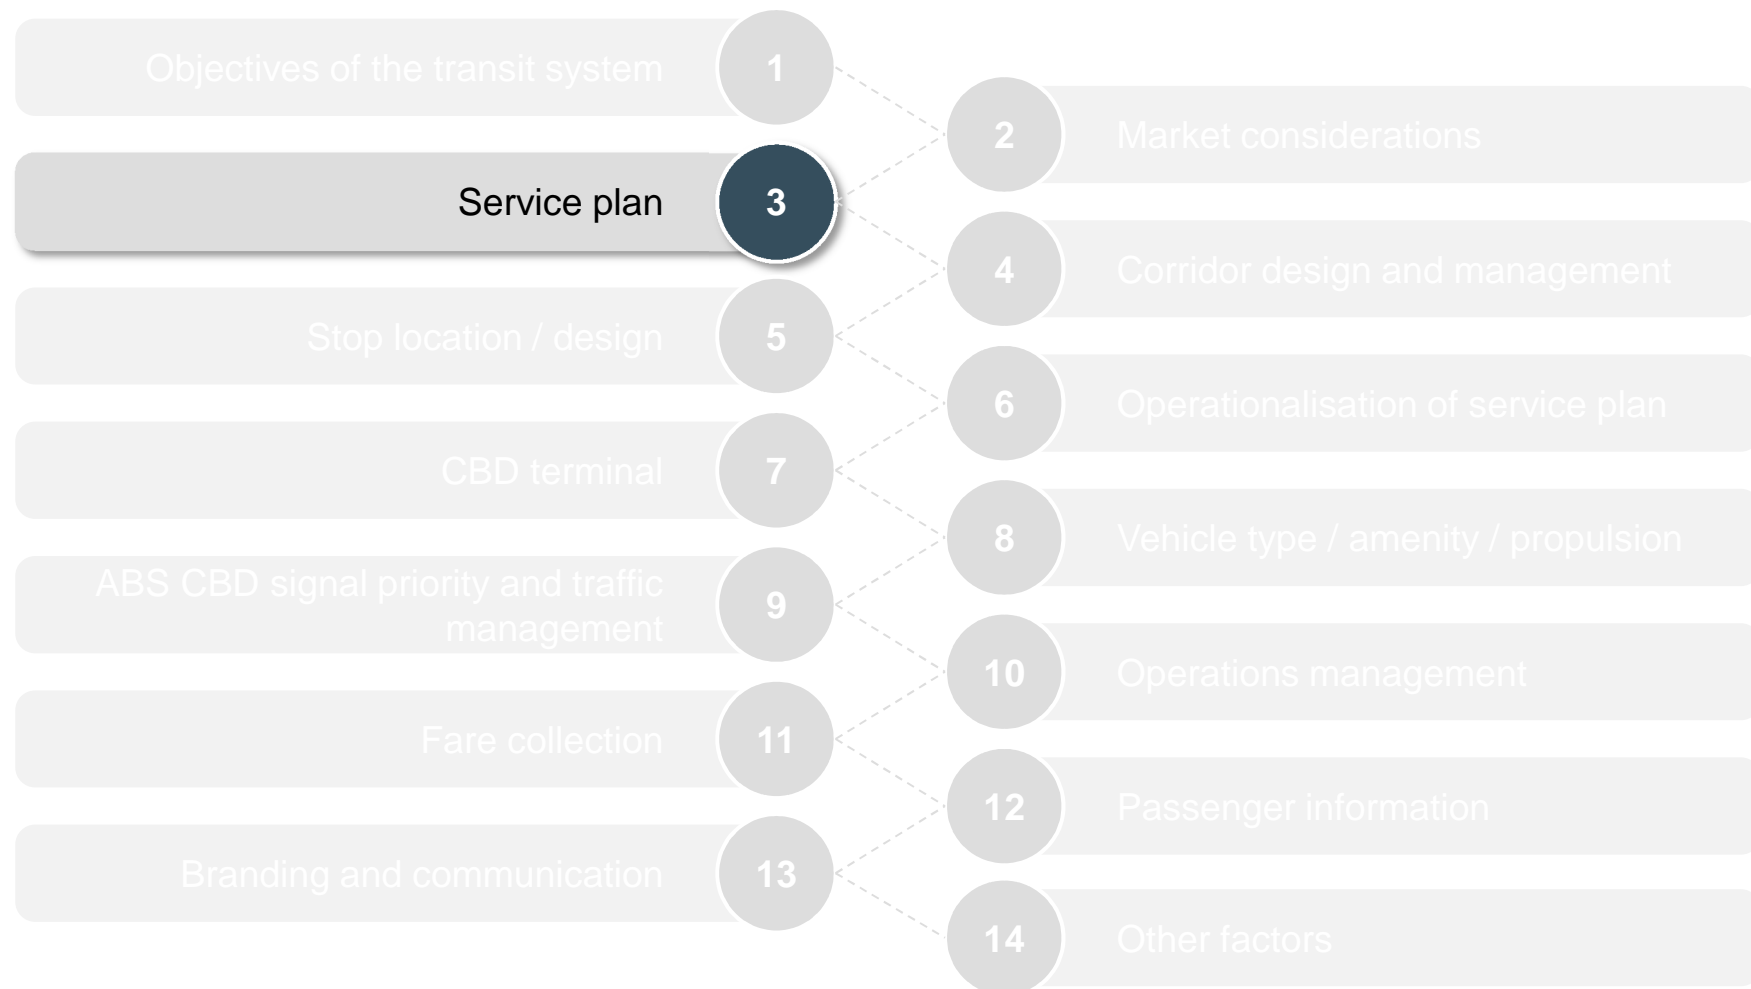 Objectives of the transit system
1
2
Market considerations
Service plan
3
4
Corridor design and management
Stop location / design
5
6
Operationalisation of service plan
CBD terminal
7
8
Vehicle type / amenity / propulsion
ABS CBD signal priority and traffic
management
9
10
Operations management
Fare collection
11
12
Passenger information
Branding and communication
13
14
Other factors